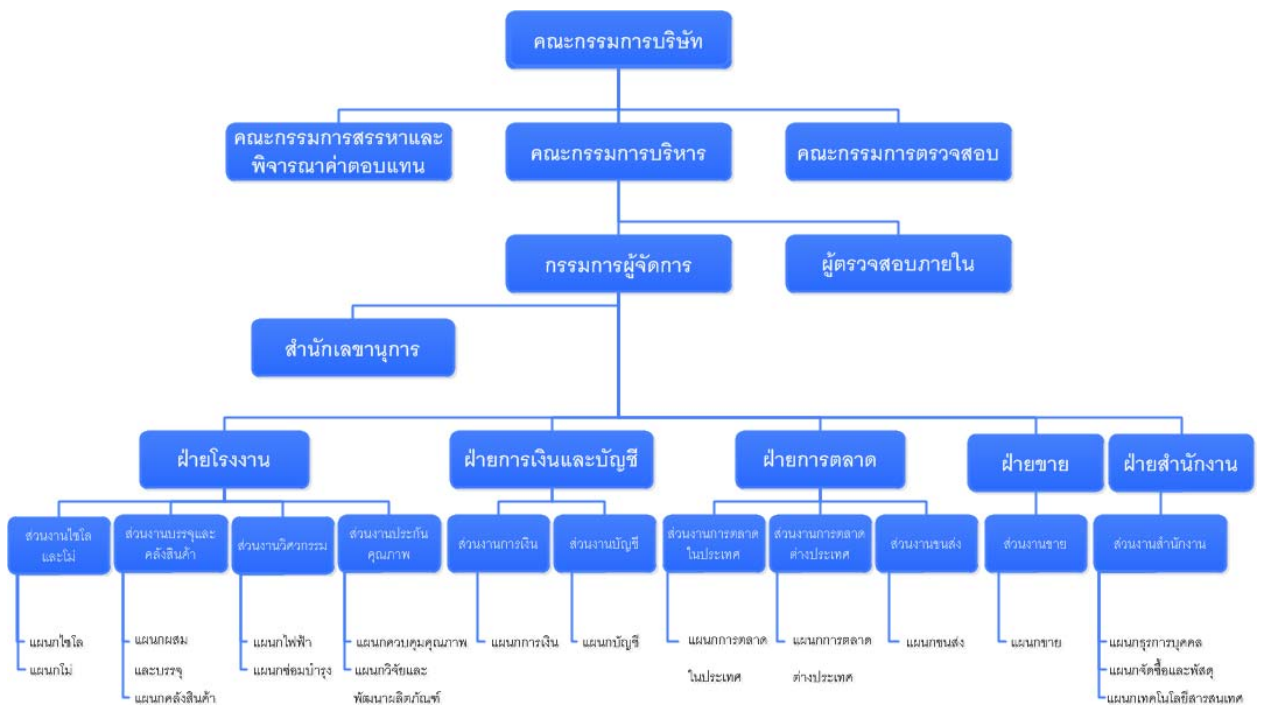 คณะกรรมการบริษัท
คณะกรรมการสรรหาและ
พิจารณาค่าตอบแทน
คณะกรรมการบริหาร
คณะกรรมการตรวจสอบ
กรรมการผู้จัดการ
ผู้ตรวจสอบภายใน
สำนักเลขานุการ
ฝ่ายโรงงาน
ฝ่ายการเงินและบัญชี
ฝ่ายการตลาด
ฝ่ายขาย
ฝ่ายสำนักงาน
ส่วนงานไซโล
และโม่
ส่วนงานบรรจุและ
คลังสินค้า
ส่วนงานวิศวกรรม
ส่วนงานประกัน
คุณภาพ
ส่วนงานการเงิน
ส่วนงานบัญชี
ส่วนงานการตลาด
ในประเทศ
ส่วนงานการตลาด
ต่างประเทศ
ส่วนงานขนส่ง
ส่วนงานขาย
ส่วนงานสำนักงาน
แผนกไซโล
แผนกโม่
แผนกผสม
และบรรจุ
แผนกคลังสินค้า
แผนกไฟฟ้า
แผนกซ่อมบำรุง
แผนกควบคุมคุณภาพ
แผนกวิจัยและ
พัฒนาผลิตภัณฑ์
แผนกการเงิน
แผนกบัญชี
แผนกการตลาด
ในประเทศ
แผนกการตลาด
ต่างประเทศ
แผนกขนส่ง
แผนกขาย
แผนกธุรการบุคคล
แผนกจัดซื้อและพัสดุ
แผนกเทคโนโลยีสารสนเทศ